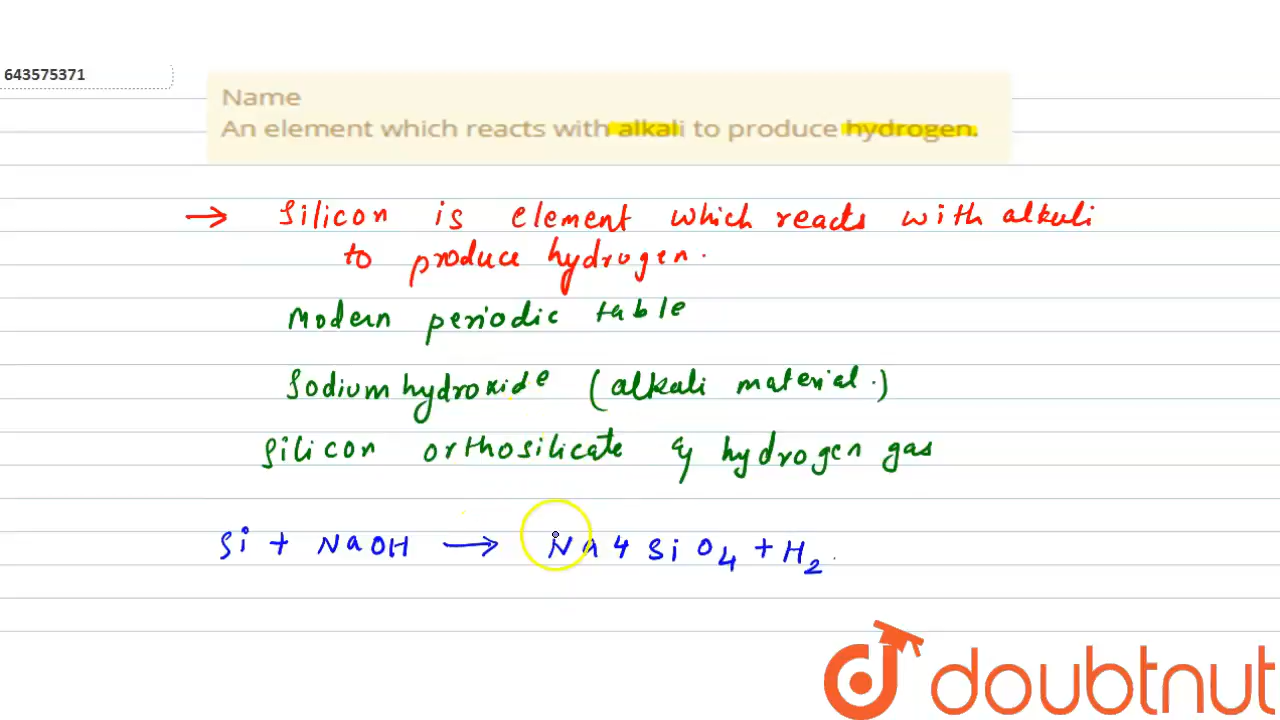 643575371
Name
An element which reacts with alkali to produce hydrogen.
→ Silicon is element which reacts with alkali
to produce hydrogen.
Modern periodic table
Sodium hydroxide (alkali material.)
Silicon orthosilicate & hydrogen gas
Si + NaOH → Na4SiO4 + H2.
doubtnut